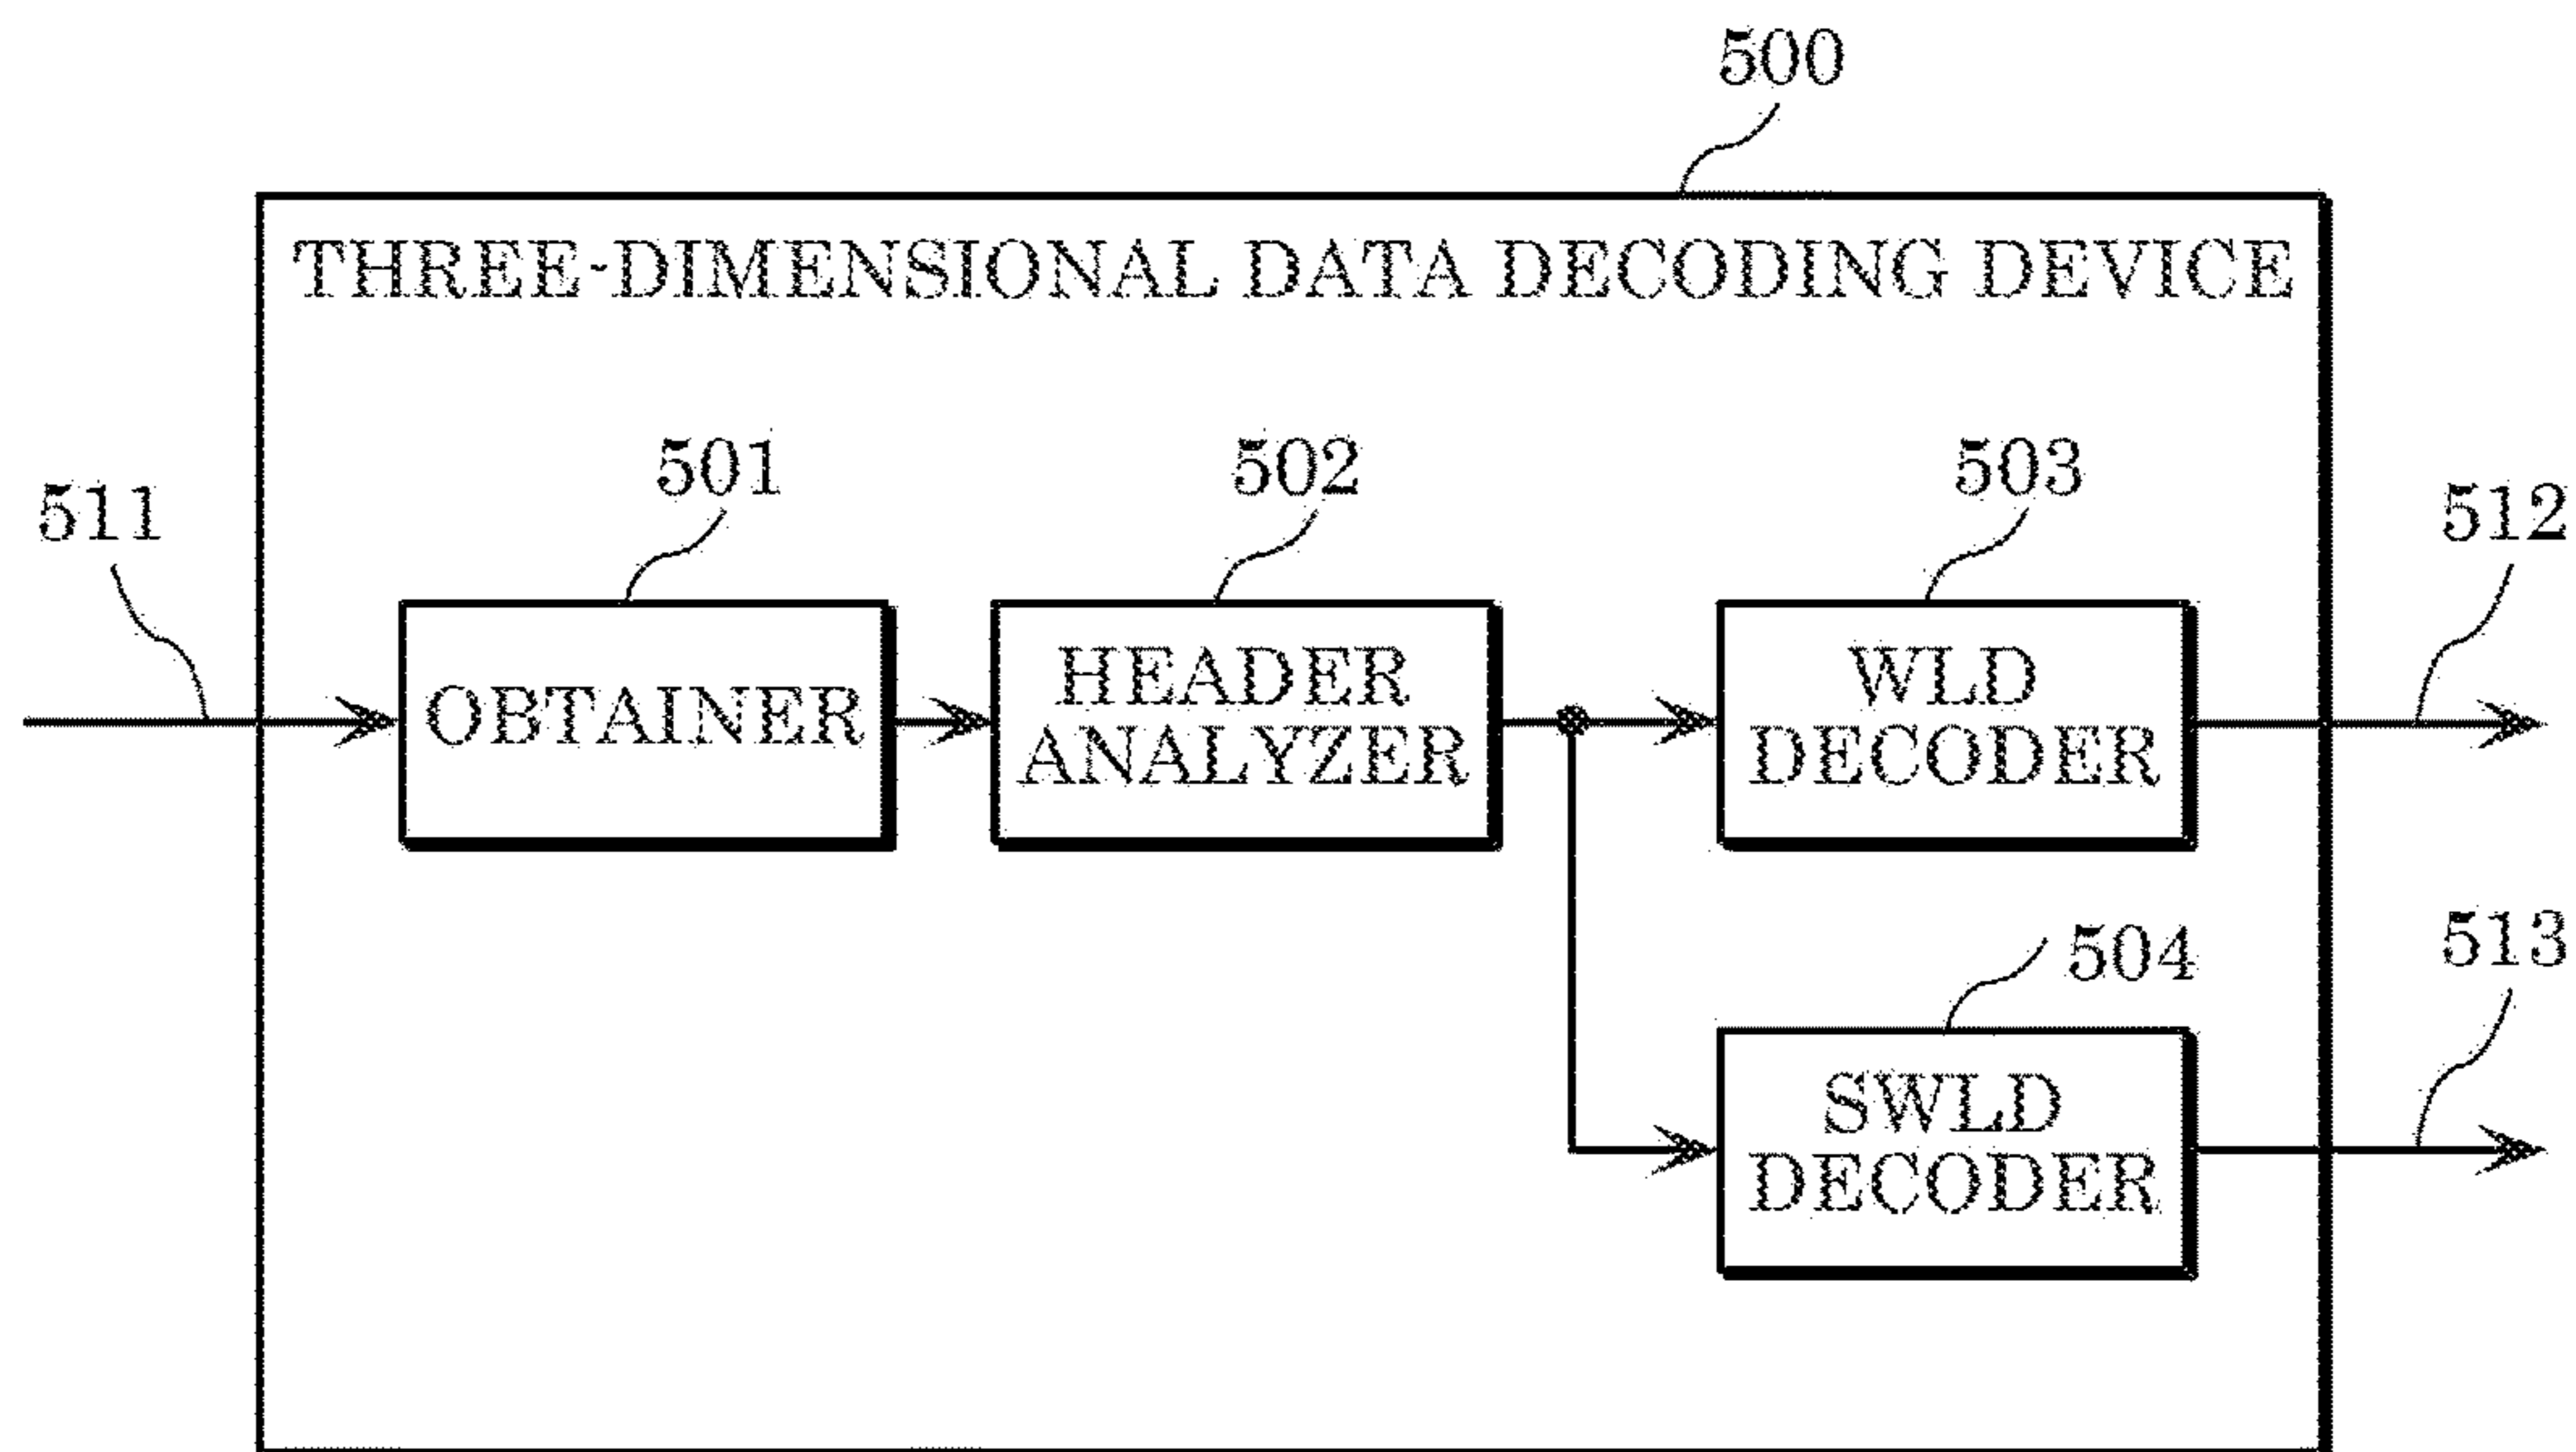 500
THREE-DIMENSIONAL DATA DECODING DEVICE
501
502
503
511
512
OBTAINER
HEADER
ANALYZER
WLD
DECODER
504
513
SWLD
DECODER